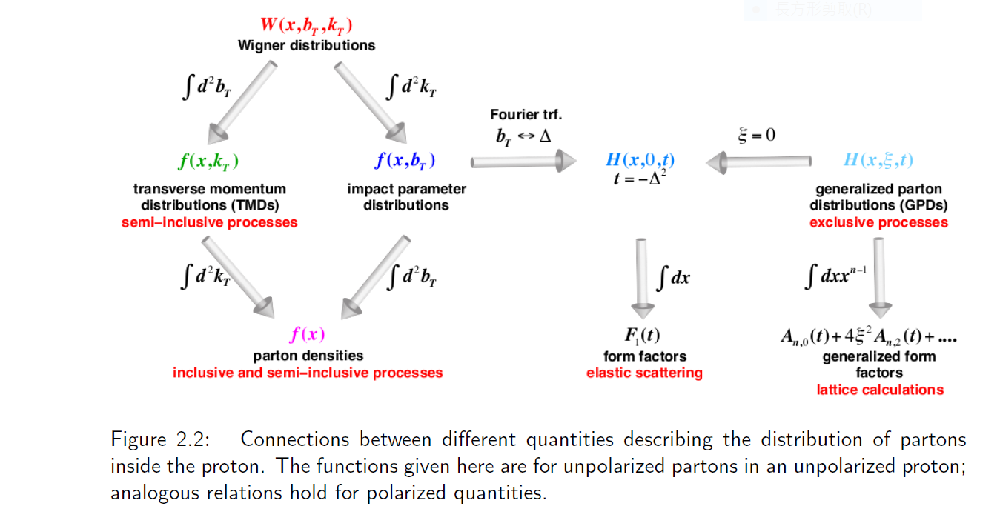 長方形剪取(R)
W(x,b_T,k_T)
Wigner distributions
∫d²b_T
∫d²k_T
Fourier trf.
b_T ↔ Δ
ξ = 0
f(x,k_T)
f(x,b_T)
H(x,0,t)
t = −Δ²
H(x,ξ,t)
transverse momentum
distributions (TMDs)
semi–inclusive processes
impact parameter
distributions
generalized parton
distributions (GPDs)
exclusive processes
∫d²k_T
∫d²b_T
∫dx
∫dxxⁿ⁻¹
f(x)
parton densities
inclusive and semi–inclusive processes
F₁(t)
form factors
elastic scattering
A_{n,0}(t) + 4ξ² A_{n,2}(t) + ....
generalized form
factors
lattice calculations
Figure 2.2: Connections between different quantities describing the distribution of partons
inside the proton. The functions given here are for unpolarized partons in an unpolarized proton;
analogous relations hold for polarized quantities.